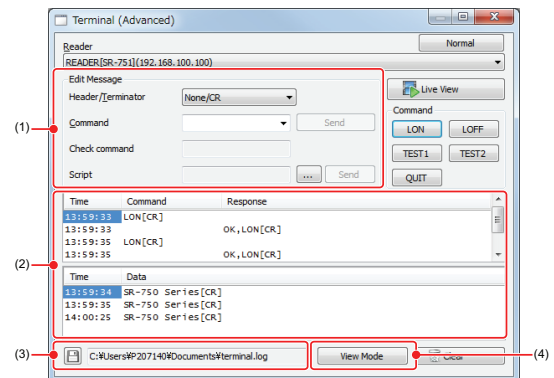 Terminal (Advanced)
Reader
Normal
READER[SR-751](192.168.100.100)
Edit Message
Live View
Header/Terminator
None/CR
Command
(1)
Command
Send
LON
LOFF
Check command
TEST1
TEST2
Script
...
Send
QUIT
Time Command Response
13:59:33 LON[CR]
13:59:33 OK,LON[CR]
13:59:35 LON[CR]
13:59:35 OK,LON[CR]
(2)
Time Data
13:59:34 SR-750 Series[CR]
13:59:35 SR-750 Series[CR]
14:00:25 SR-750 Series[CR]
(3)
C:¥Users¥P207140¥Documents¥terminal.log
View Mode
Clear
(4)